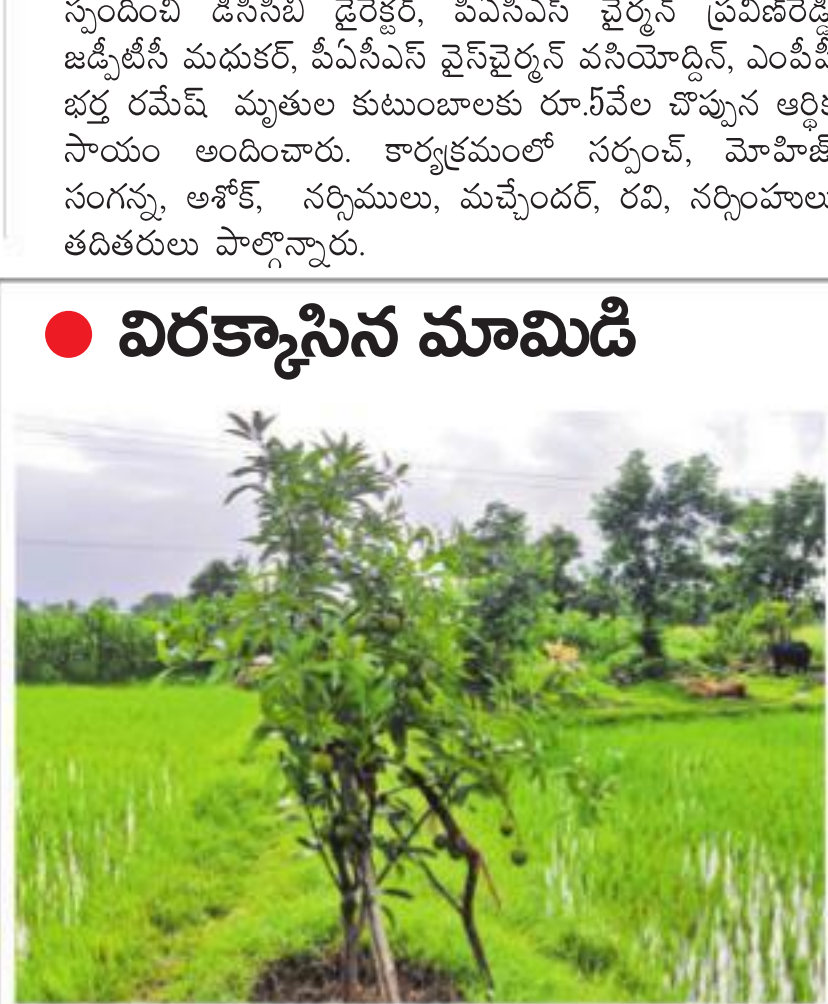 స్పందించి డీసీసీబీ డైరెక్టర్, పీఏసీఎస్ చైర్మన్ ప్రవీణ్‌రెడ్డి
జడ్పీటీసీ మధుకర్, పీఏసీఎస్ వైస్‌చైర్మన్ వసియోద్దిన్, ఎంపీపీ
భర్త రమేష్ మృతుల కుటుంబాలకు రూ.5వేల చొప్పున ఆర్థిక
సాయం అందించారు. కార్యక్రమంలో సర్పంచ్, మోహిజ్
సంగన్న, అశోక్, నర్సిములు, మచ్చేందర్, రవి, నర్సింహులు
తదితరులు పాల్గొన్నారు.
విరక్కాసిన మామిడి